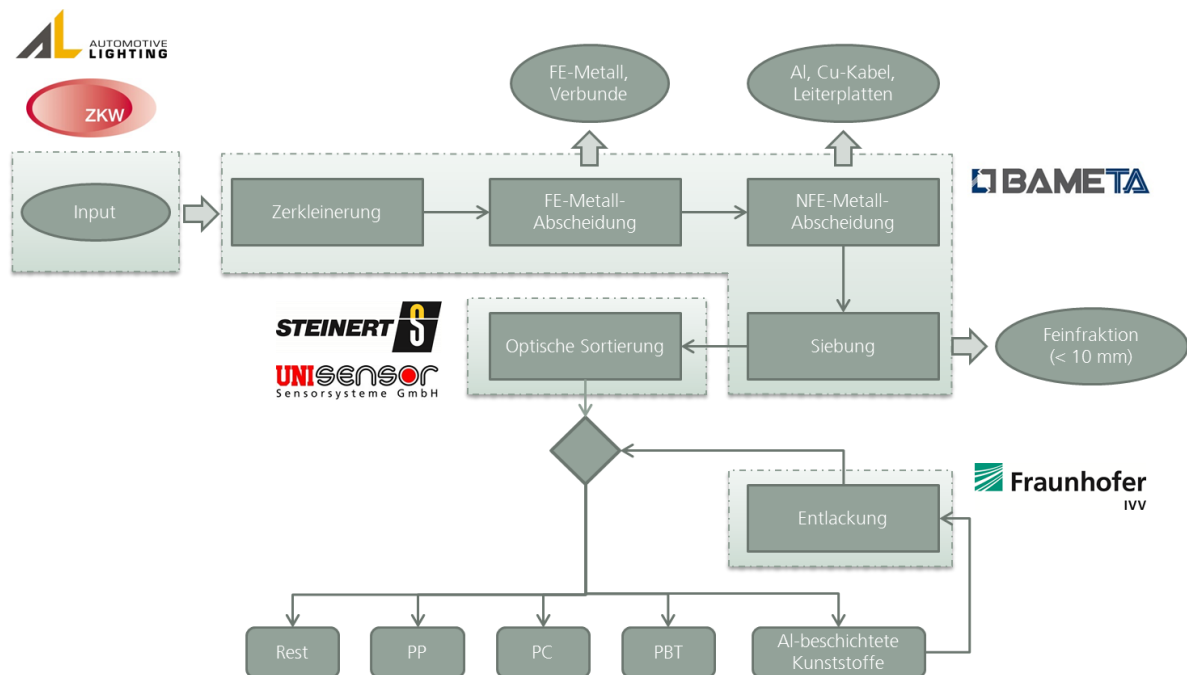 AL AUTOMOTIVE
LIGHTING
ZKW
FE-Metall,
Verbunde
Al, Cu-Kabel,
Leiterplatten
BAMETA
Input
Zerkleinerung
FE-Metall-
Abscheidung
NFE-Metall-
Abscheidung
STEINERT S
UNISENSOR
Sensorsysteme GmbH
Optische Sortierung
Siebung
Feinfraktion
(< 10 mm)
Fraunhofer
IVV
Entlackung
Rest
PP
PC
PBT
Al-beschichtete
Kunststoffe